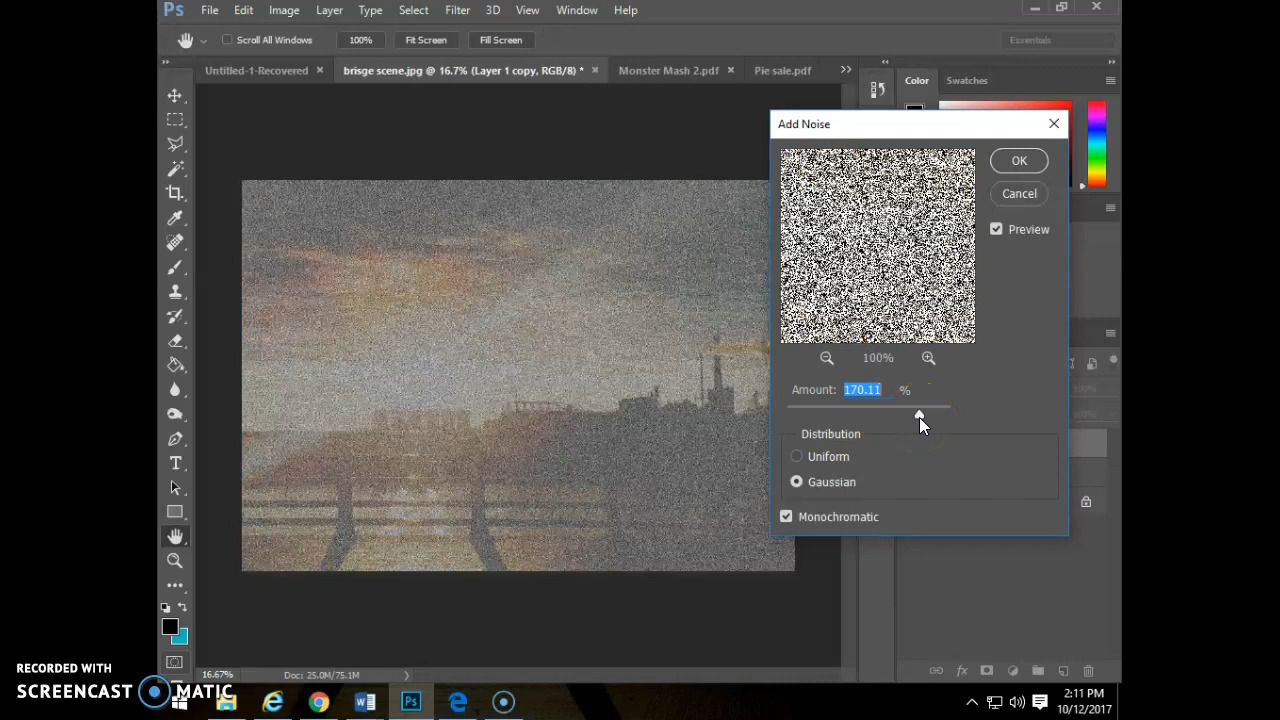 Ps File Edit Image Layer Type Select Filter 3D View Window Help
Scroll All Windows 100% Fit Screen Fill Screen Essentials
Untitled-1-Recovered × brisge scene.jpg @ 16.7% (Layer 1 copy, RGB/8) * × Monster Mash 2.pdf × Pie sale.pdf
Color Swatches
Add Noise
OK
Cancel
Preview
100%
Amount: 170.11 %
Distribution
Uniform
Gaussian
Monochromatic
16.67% Doc: 25.0M/75.1M
fx
RECORDED WITH
SCREENCAST MATIC
2:11 PM
10/12/2017